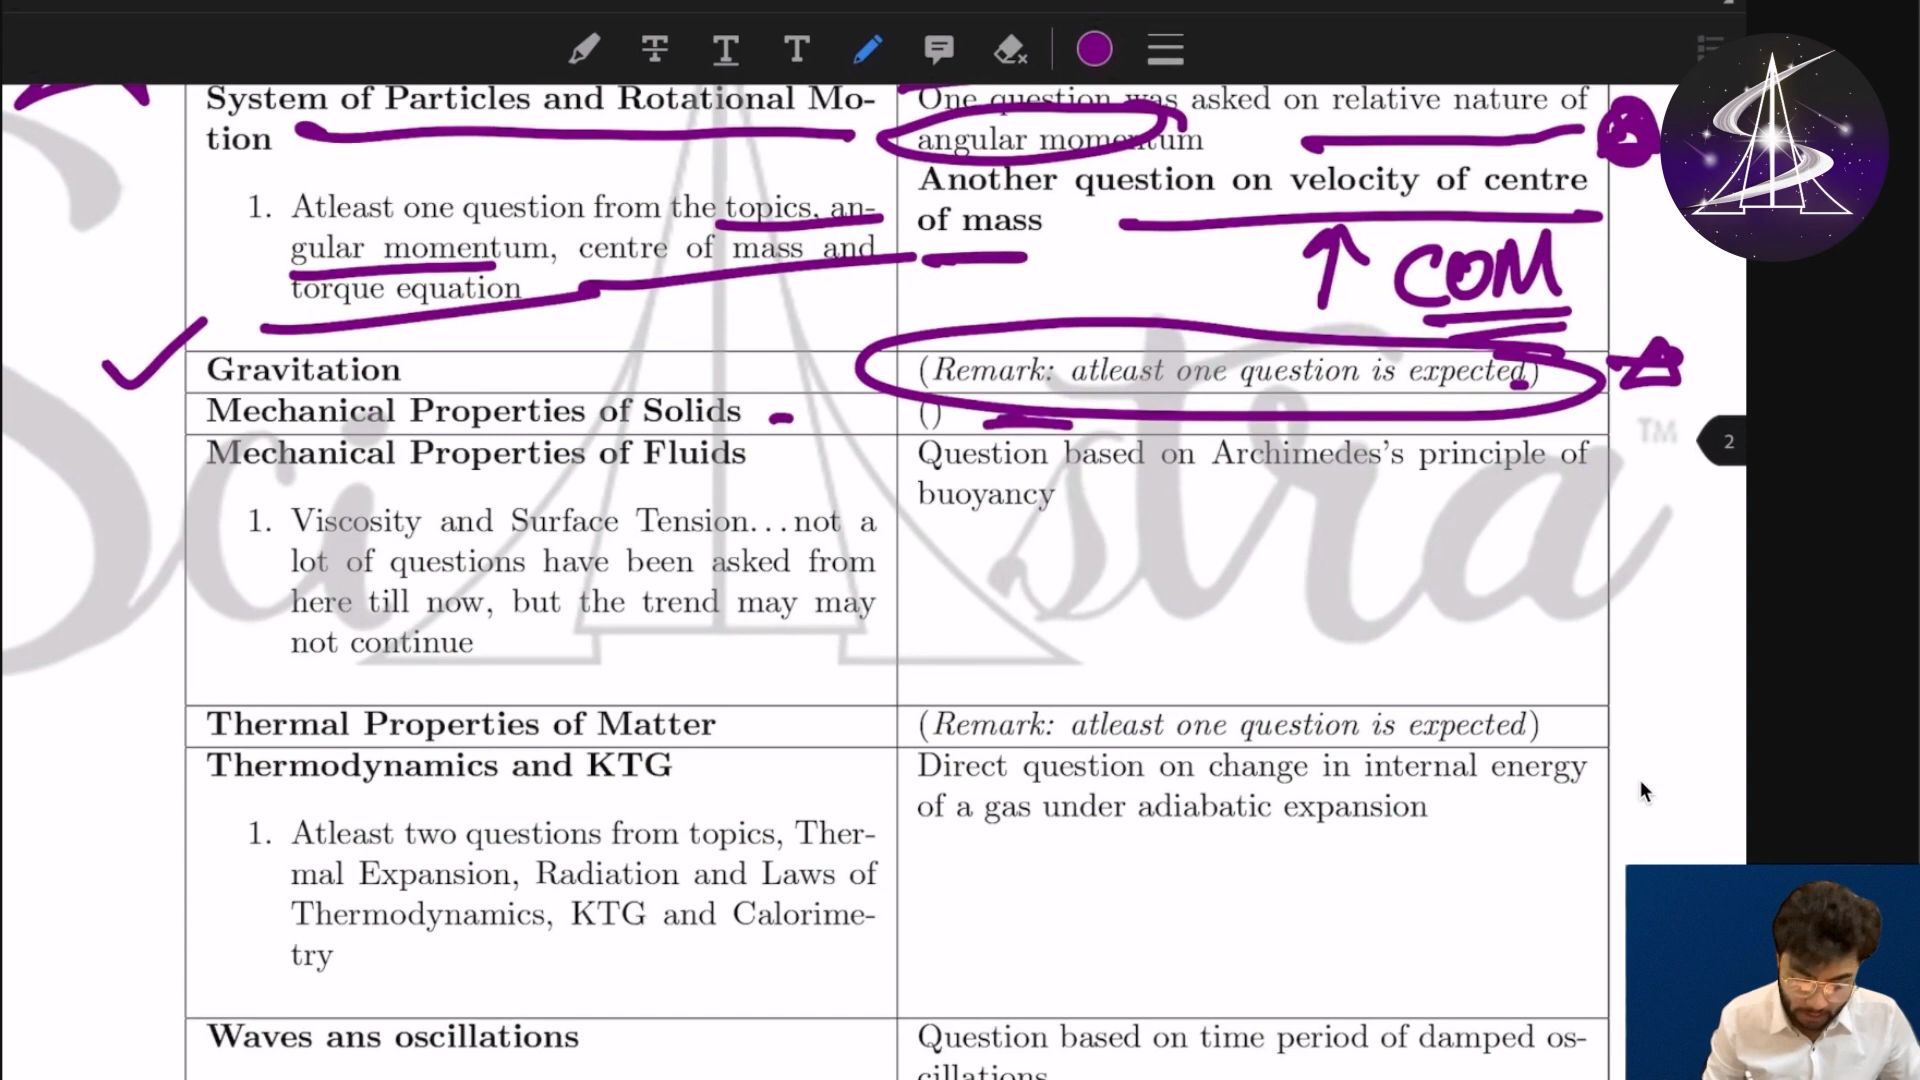 System of Particles and Rotational Mo-
tion
1. Atleast one question from the topics, an-
gular momentum, centre of mass and
torque equation
One question was asked on relative nature of
angular momentum
Another question on velocity of centre
of mass
COM
Gravitation
(Remark: atleast one question is expected)
Mechanical Properties of Solids
()
Mechanical Properties of Fluids
1. Viscosity and Surface Tension...not a
lot of questions have been asked from
here till now, but the trend may may
not continue
Question based on Archimedes's principle of
buoyancy
Thermal Properties of Matter
(Remark: atleast one question is expected)
Thermodynamics and KTG
1. Atleast two questions from topics, Ther-
mal Expansion, Radiation and Laws of
Thermodynamics, KTG and Calorime-
try
Direct question on change in internal energy
of a gas under adiabatic expansion
Waves ans oscillations
Question based on time period of damped os-
cillations
SciAstra
TM
2